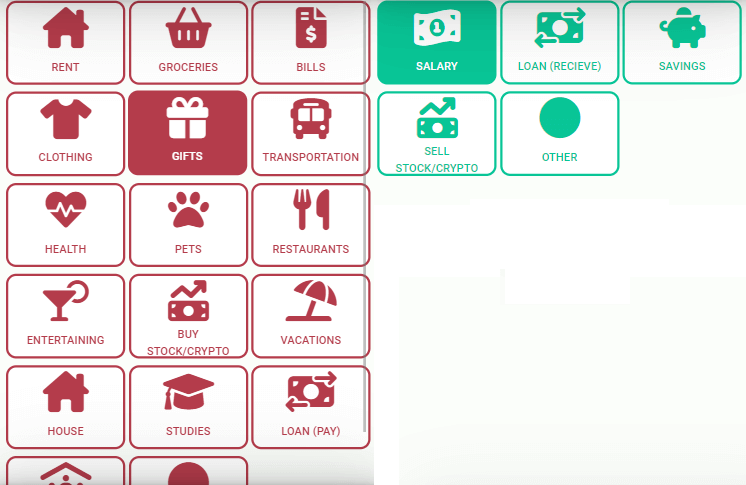 RENT
GROCERIES
BILLS
SALARY
LOAN (RECIEVE)
SAVINGS
CLOTHING
GIFTS
TRANSPORTATION
SELL
STOCK/CRYPTO
OTHER
HEALTH
PETS
RESTAURANTS
ENTERTAINING
BUY
STOCK/CRYPTO
VACATIONS
HOUSE
STUDIES
LOAN (PAY)